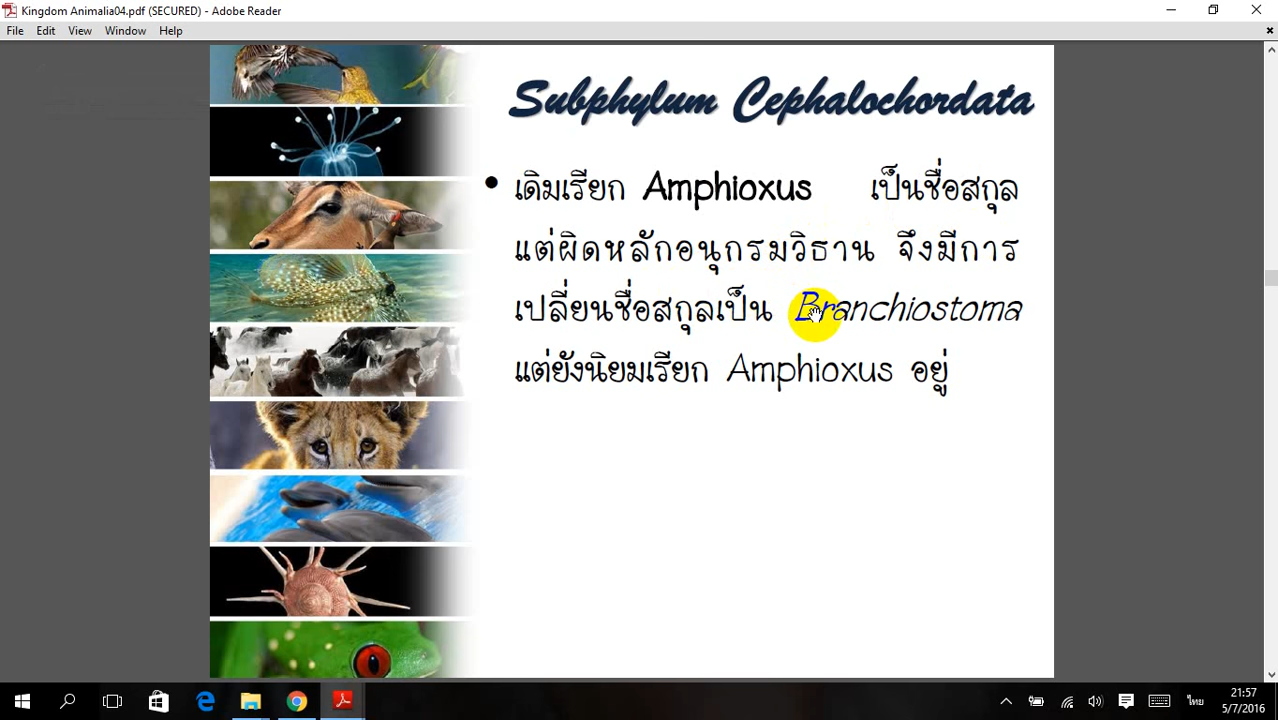 Kingdom Animalia04.pdf (SECURED) - Adobe Reader
File Edit View Window Help
Subphylum Cephalochordata
• เดิมเรียก Amphioxus เป็นชื่อสกุล
แต่ผิดหลักอนุกรมวิธาน จึงมีการ
เปลี่ยนชื่อสกุลเป็น Branchiostoma
แต่ยังนิยมเรียก Amphioxus อยู่
ไทย
21:57
5/7/2016